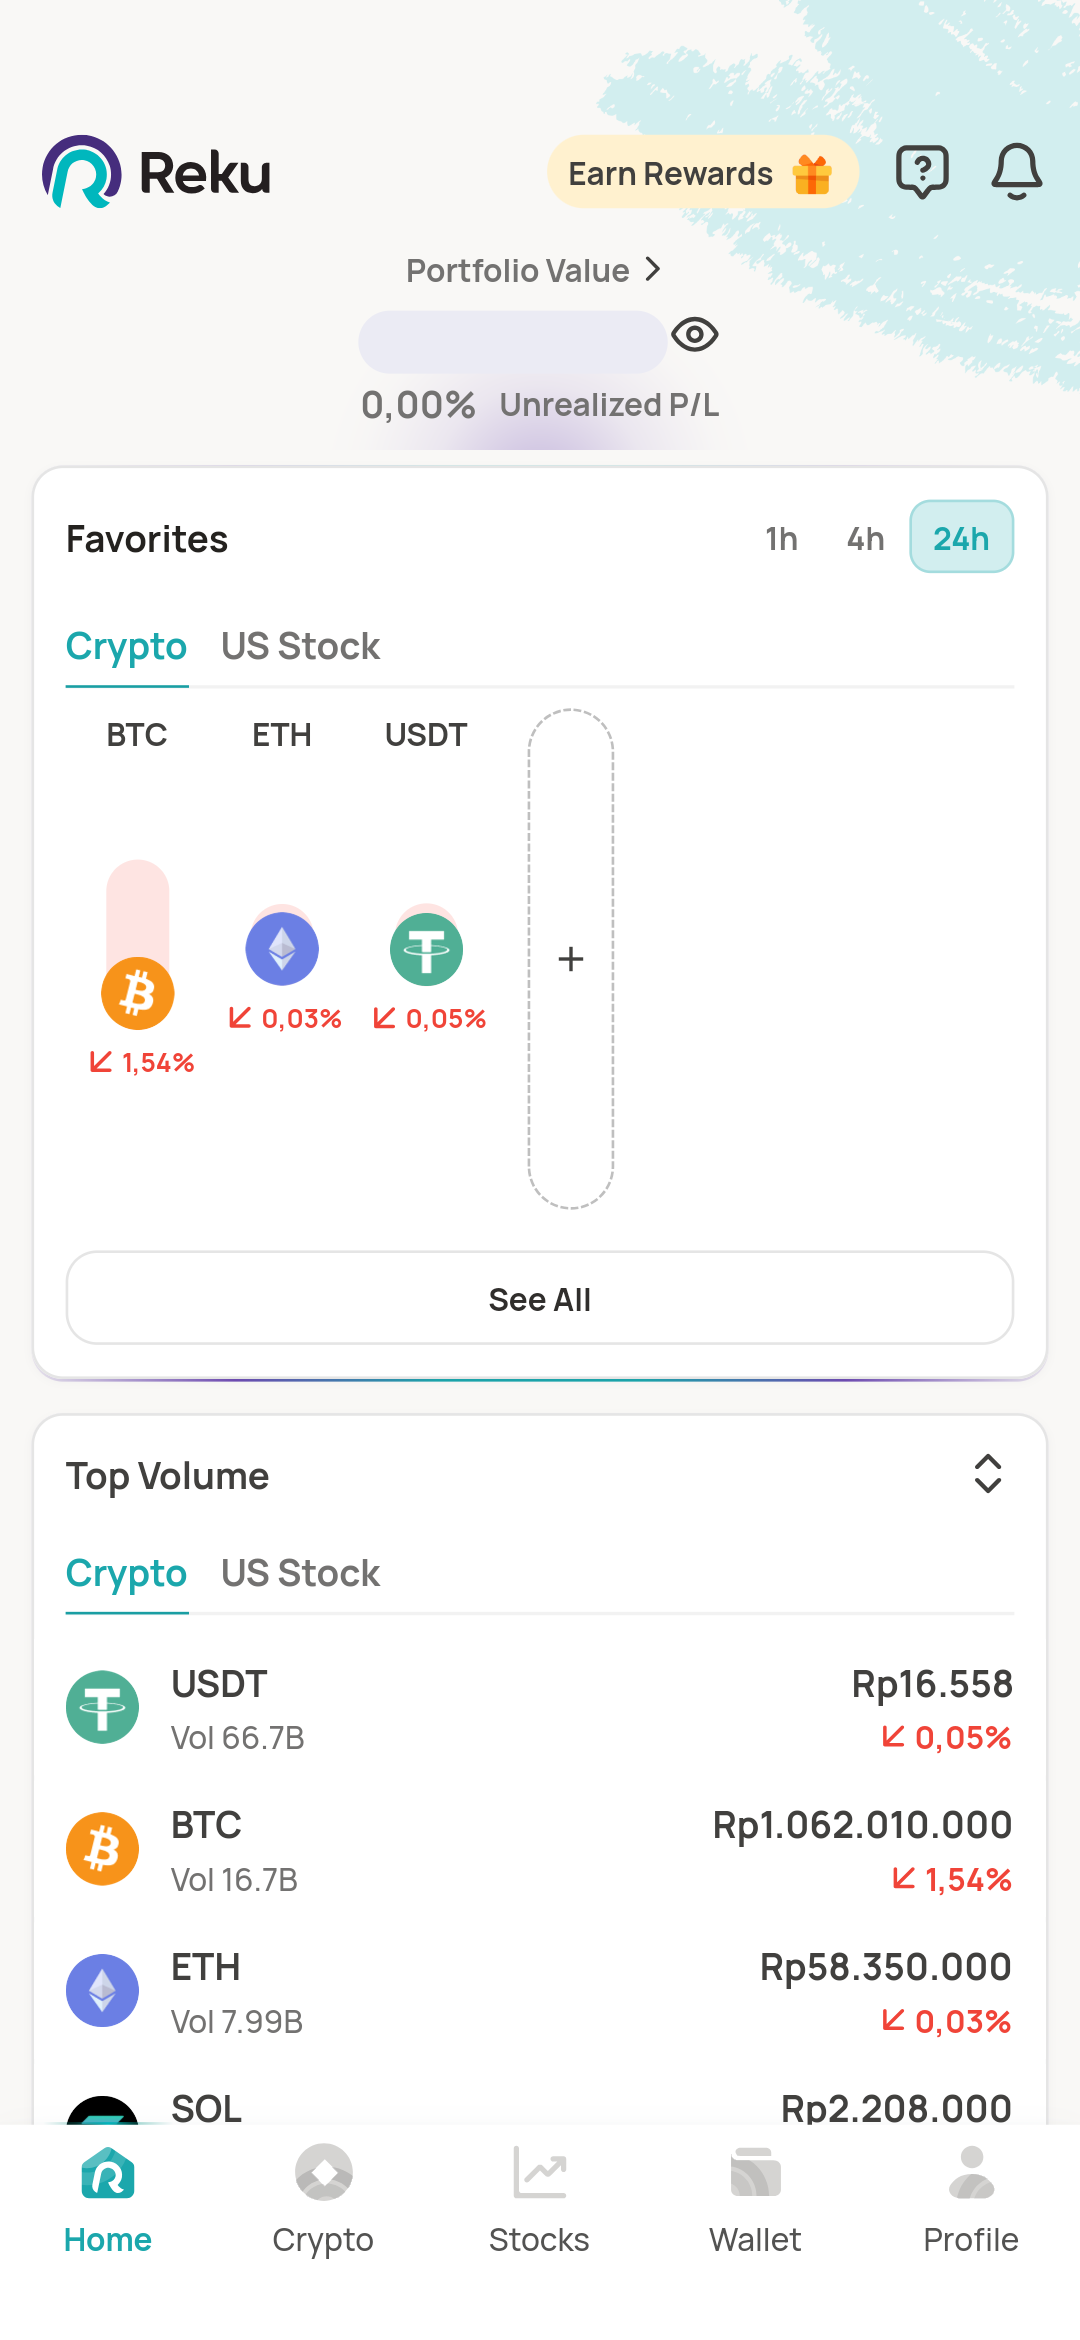 Reku
Earn Rewards
Portfolio Value
0,00% Unrealized P/L
Favorites
1h 4h 24h
Crypto US Stock
BTC ETH USDT
0,03% 0,05%
1,54%
See All
Top Volume
Crypto US Stock
USDT Rp16.558
Vol 66.7B 0,05%
BTC Rp1.062.010.000
Vol 16.7B 1,54%
ETH Rp58.350.000
Vol 7.99B 0,03%
SOL Rp2.208.000
Home Crypto Stocks Wallet Profile